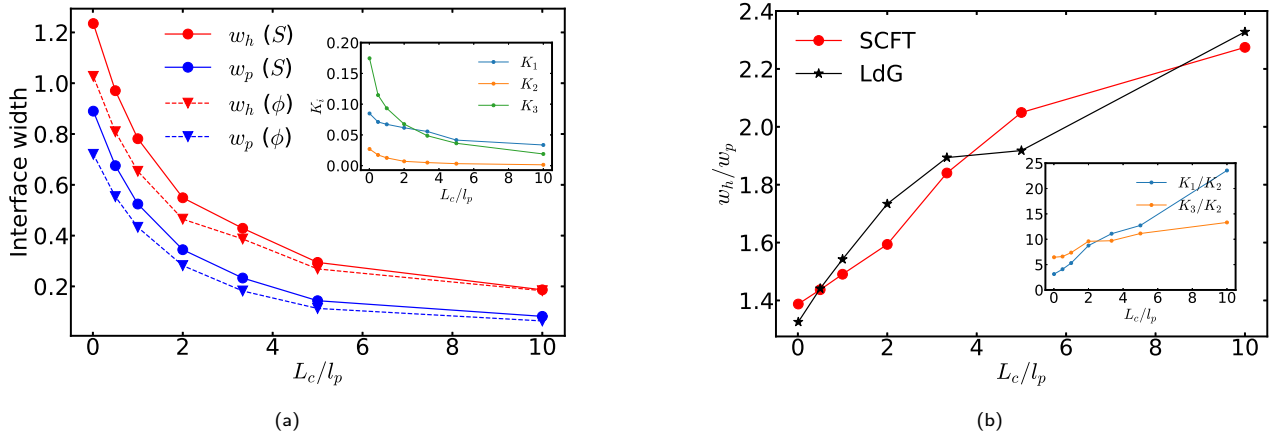 w_h (S)
w_p (S)
w_h (ϕ)
w_p (ϕ)
Interface width
1.2
1.0
0.8
0.6
0.4
0.2
0 2 4 6 8 10
L_c/l_p
K_i
0.20
0.15
0.10
0.05
0.00
K_1
K_2
K_3
0 2 4 6 8 10
L_c/l_p
(a)
SCFT
LdG
w_h/w_p
2.4
2.2
2.0
1.8
1.6
1.4
0 2 4 6 8 10
L_c/l_p
25
20
15
10
5
0
K_1/K_2
K_3/K_2
0 2 4 6 8 10
L_c/l_p
(b)